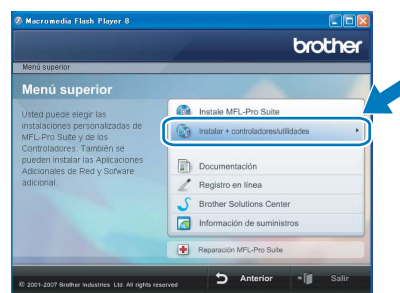 Macromedia Flash Player 8
brother
Menú superior
Menú superior
Usted puede elegir las
instalaciones personalizadas de
MFL-Pro Suite y de los
Controladores. También se
pueden instalar las Aplicaciones
Adicionales de Red y Sofware
adicional.
Instale MFL-Pro Suite
Instalar + controladores/utilidades
Documentación
Registro en línea
Brother Solutions Center
Información de suministros
Reparación MFL-Pro Suite
© 2001-2007 Brother Industries Ltd. All rights reserved
Anterior
Salir